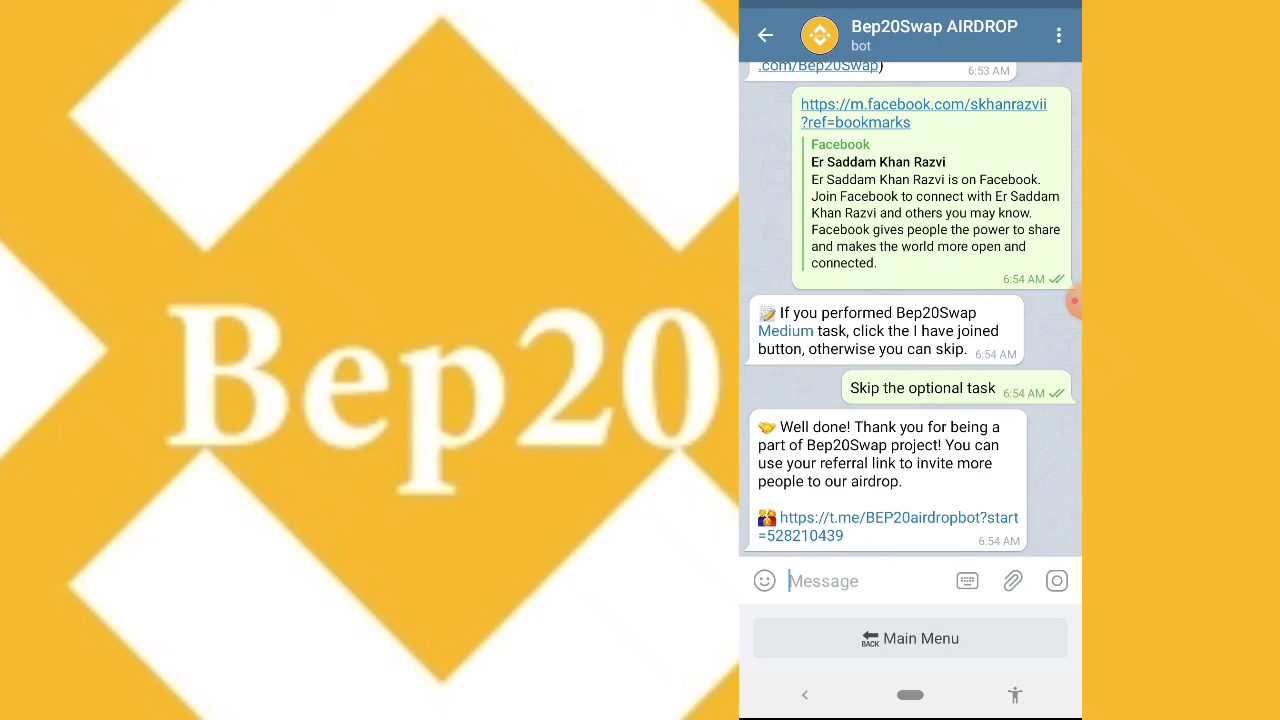 Bep20
Bep20Swap AIRDROP
bot
.com/Bep20Swap)
6:53 AM
https://m.facebook.com/skhanrazvii
?ref=bookmarks
Facebook
Er Saddam Khan Razvi
Er Saddam Khan Razvi is on Facebook.
Join Facebook to connect with Er Saddam
Khan Razvi and others you may know.
Facebook gives people the power to share
and makes the world more open and
connected.
6:54 AM
📝 If you performed Bep20Swap
Medium task, click the I have joined
button, otherwise you can skip. 6:54 AM
Skip the optional task 6:54 AM
🤝 Well done! Thank you for being a
part of Bep20Swap project! You can
use your referral link to invite more
people to our airdrop.
https://t.me/BEP20airdropbot?start
=528210439
6:54 AM
Message
BACK Main Menu